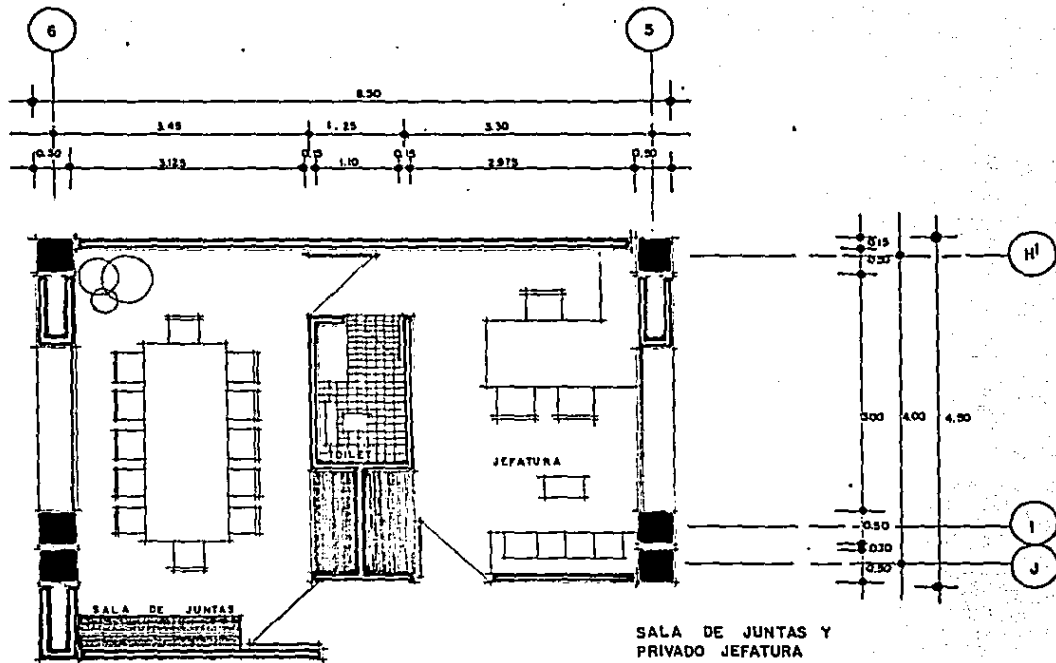 6 5
8.50
3.45 1.25 3.30
0.50 3.125 0.15 1.10 0.15 2.975 0.50
H'
0.15
0.50
3.00 4.00 4.50
TOILET
JEFATURA
0.50 I
0.10
0.50 J
SALA DE JUNTAS
SALA DE JUNTAS Y
PRIVADO JEFATURA